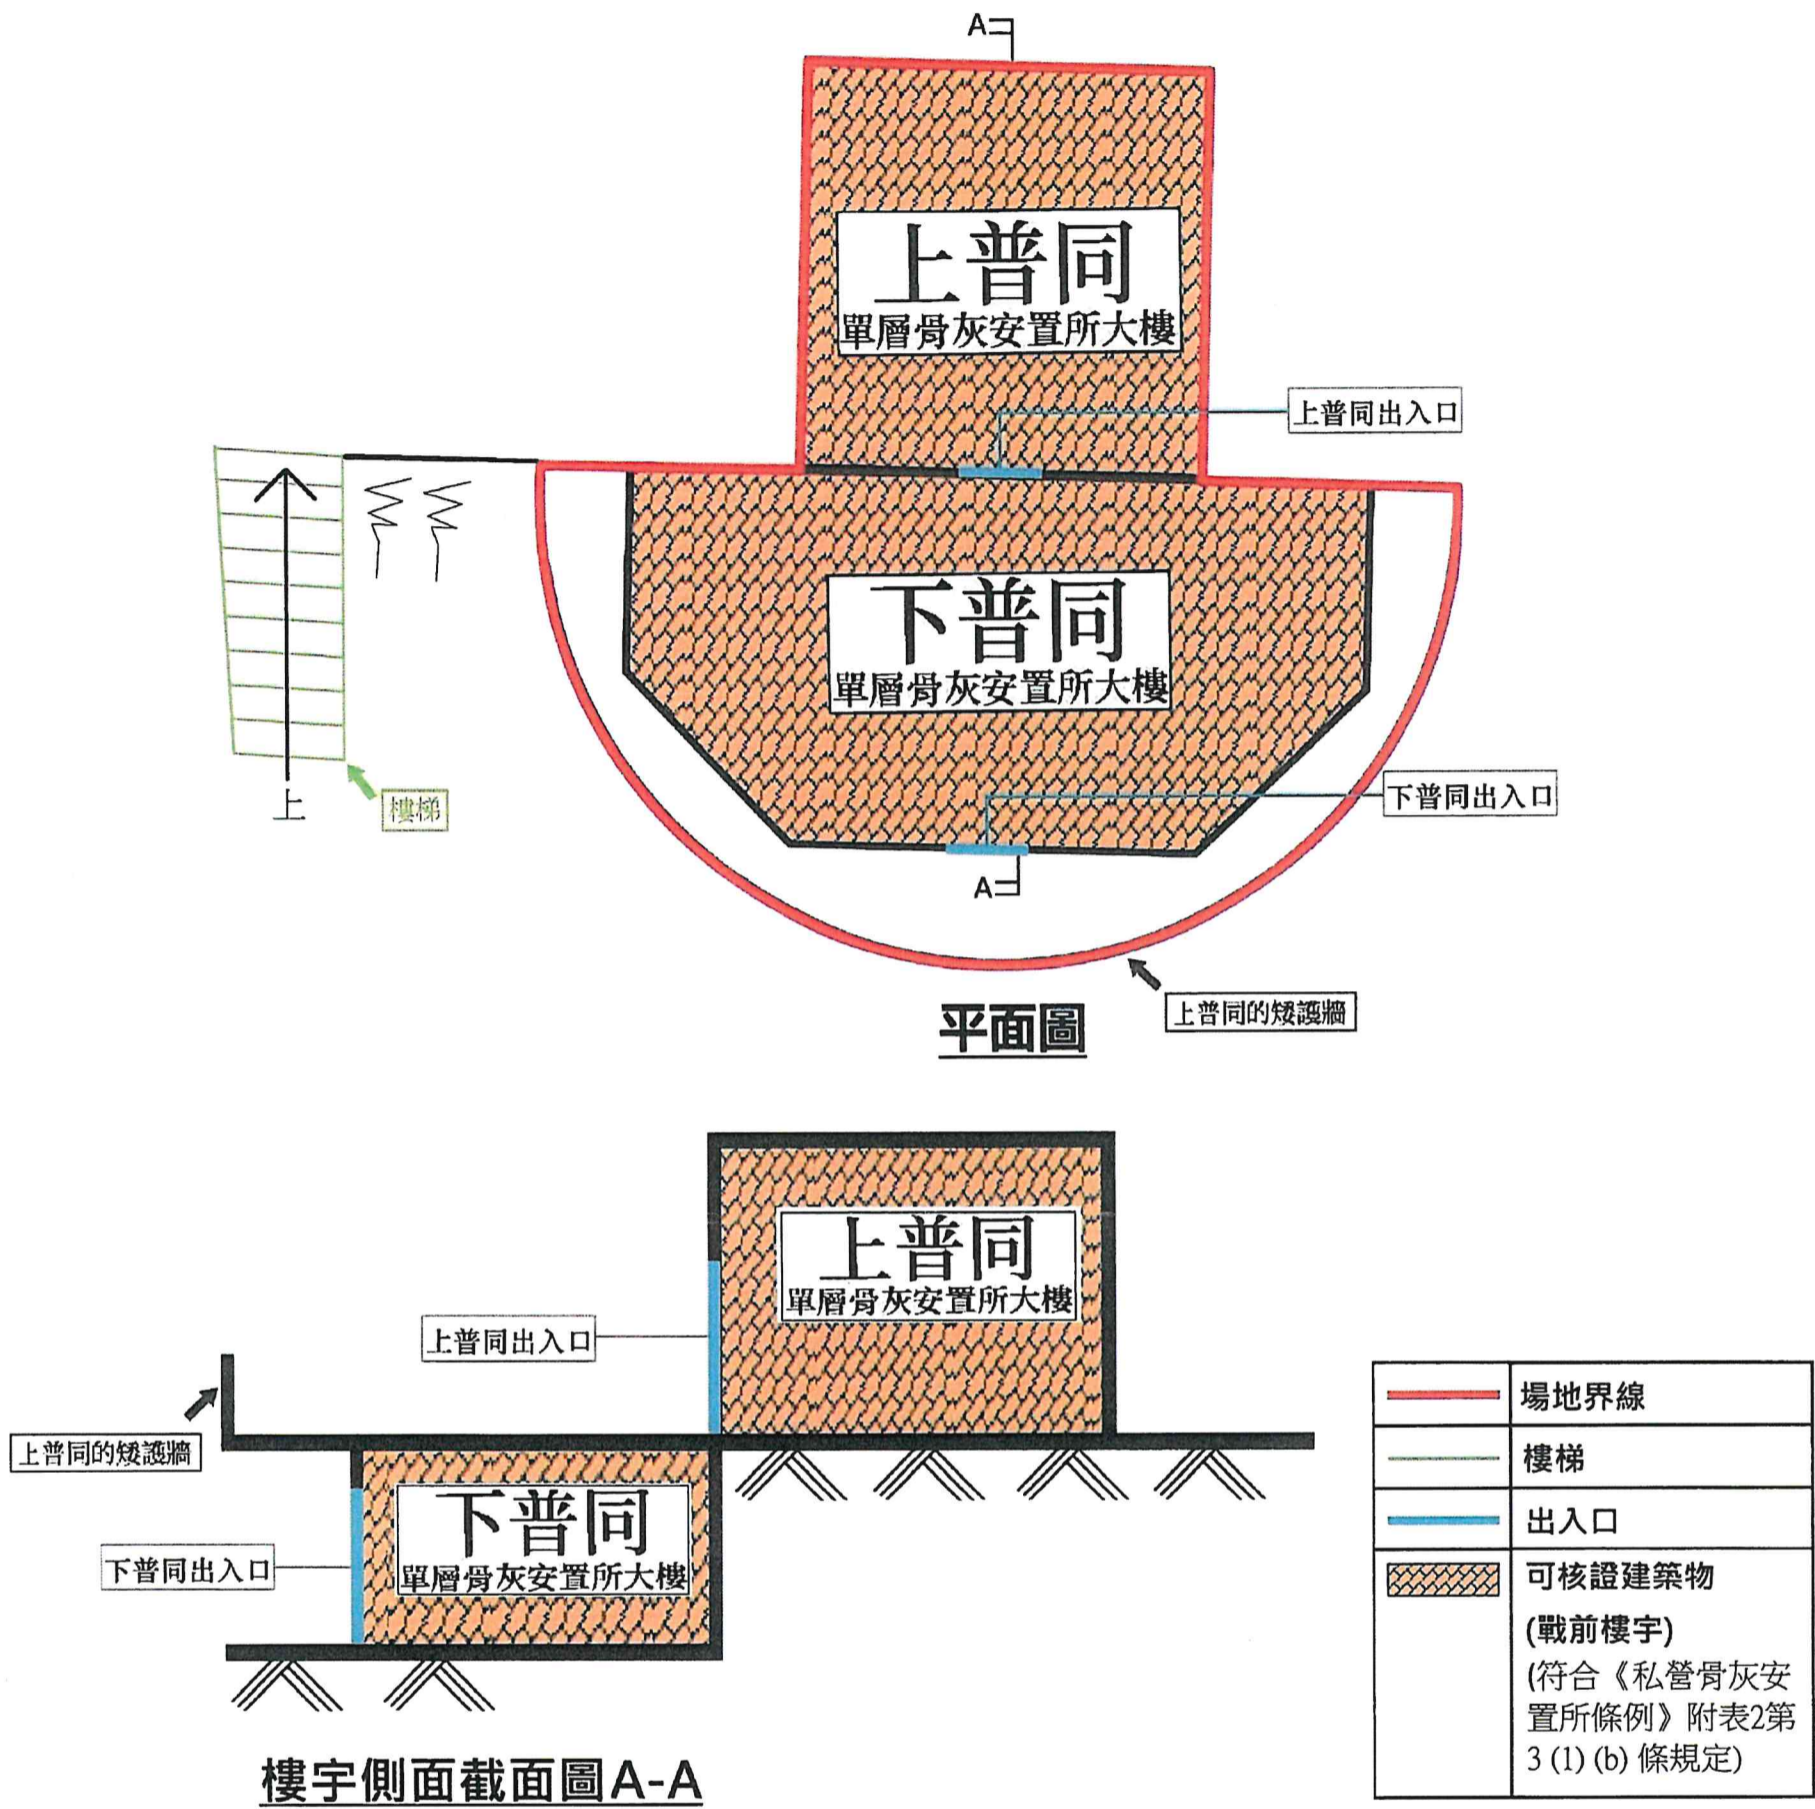 A
上普同
單層骨灰安置所大樓
上普同出入口
下普同
單層骨灰安置所大樓
下普同出入口
上
樓梯
A
上普同的矮護牆
平面圖
上普同
單層骨灰安置所大樓
上普同出入口
上普同的矮護牆
下普同
單層骨灰安置所大樓
下普同出入口
樓宇側面截面圖A-A
場地界線
樓梯
出入口
可核證建築物
(戰前樓宇)
(符合《私營骨灰安
置所條例》附表2第
3 (1) (b) 條規定)